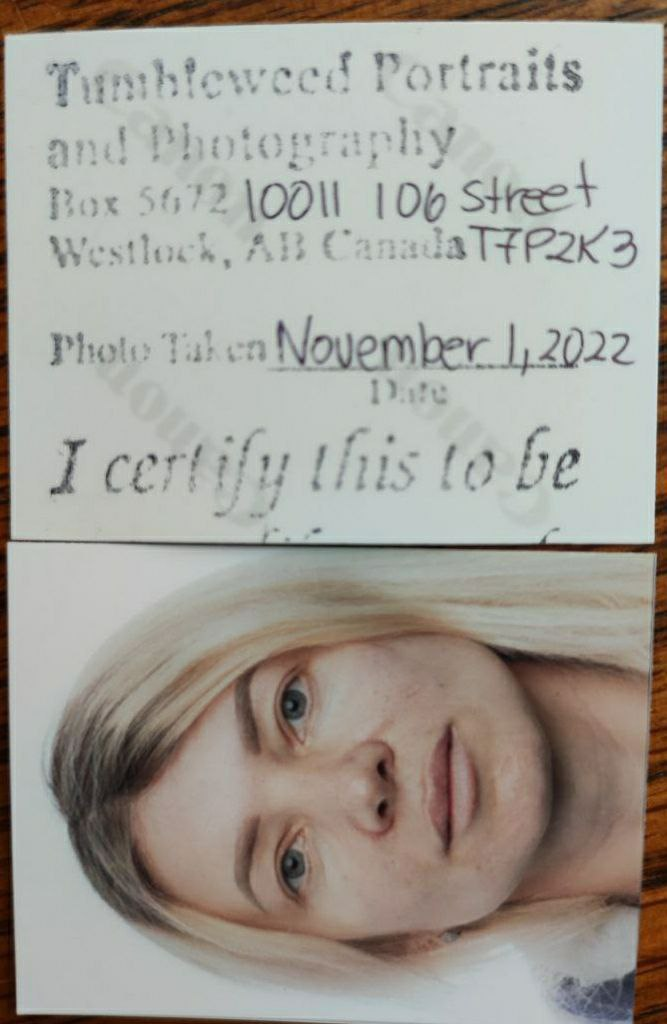 Tumbleweed Portraits
and Photography
Box 5672 10011 106 Street
Westlock, AB Canada T7P2K3
Photo Taken November 1, 2022
Date
I certify this to be